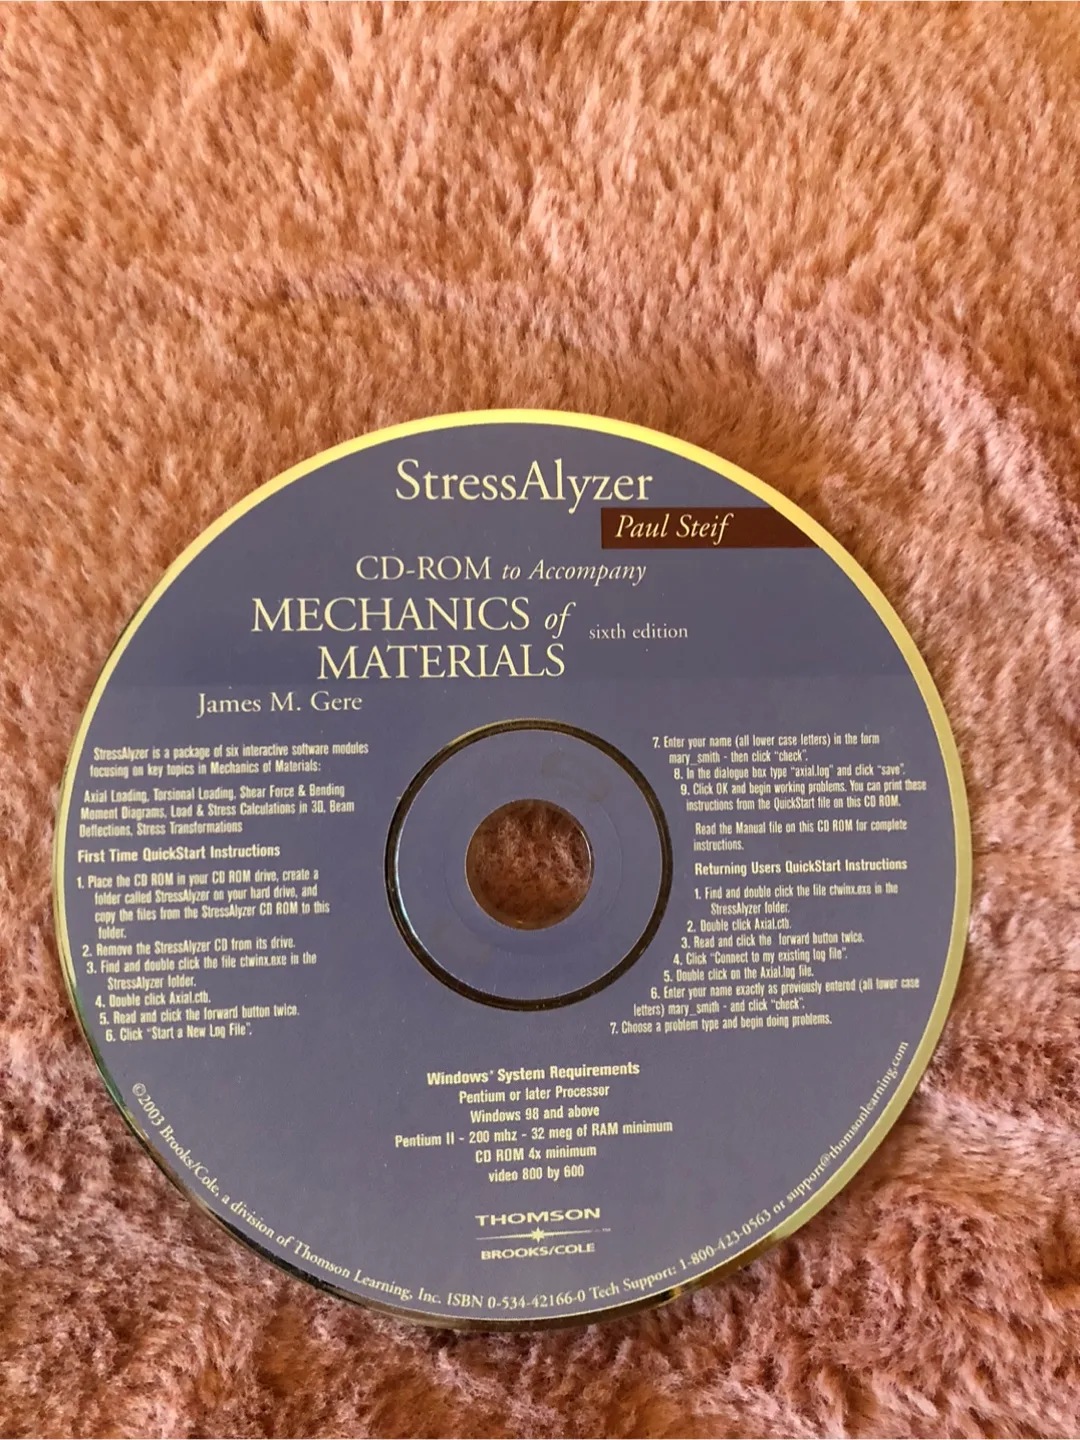 StressAlyzer
Paul Steif
CD-ROM to Accompany
MECHANICS of
sixth edition
MATERIALS
James M. Gere
StressAlyzer is a package of six interactive software modules
focusing on key topics in Mechanics of Materials:
Axial Loading, Torsional Loading, Shear Force & Bending
Moment Diagrams, Load & Stress Calculations in 3D, Beam
Deflections, Stress Transformations
First Time QuickStart Instructions
1. Place the CD ROM in your CD ROM drive, create a
folder called StressAlyzer on your hard drive, and
copy the files from the StressAlyzer CD ROM to this
folder.
2. Remove the StressAlyzer CD from its drive.
3. Find and double click the file ctwinx.exe in the
StressAlyzer folder.
4. Double click Axial.ctb.
5. Read and click the forward button twice.
6. Click "Start a New Log File".
7. Enter your name (all lower case letters) in the form
mary_smith - then click "check".
8. In the dialogue box type "axial.log" and click "save".
9. Click OK and begin working problems. You can print these
instructions from the QuickStart file on this CD ROM.
Read the Manual file on this CD ROM for complete
instructions.
Returning Users QuickStart Instructions
1. Find and double click the file ctwinx.exe in the
StressAlyzer folder.
2. Double click Axial.ctb.
3. Read and click the forward button twice.
4. Click "Connect to my existing log file".
5. Double click on the Axial.log file.
6. Enter your name exactly as previously entered (all lower case
letters) mary_smith - and click "check".
7. Choose a problem type and begin doing problems.
Windows® System Requirements
Pentium or later Processor
Windows 98 and above
Pentium II - 200 mhz - 32 meg of RAM minimum
CD ROM 4x minimum
video 800 by 600
THOMSON
™
BROOKS/COLE
©2003 Brooks/Cole, a division of Thomson Learning, Inc. ISBN 0-534-42166-0 Tech Support: 1-800-423-0563 or support@thomsonlearning.com